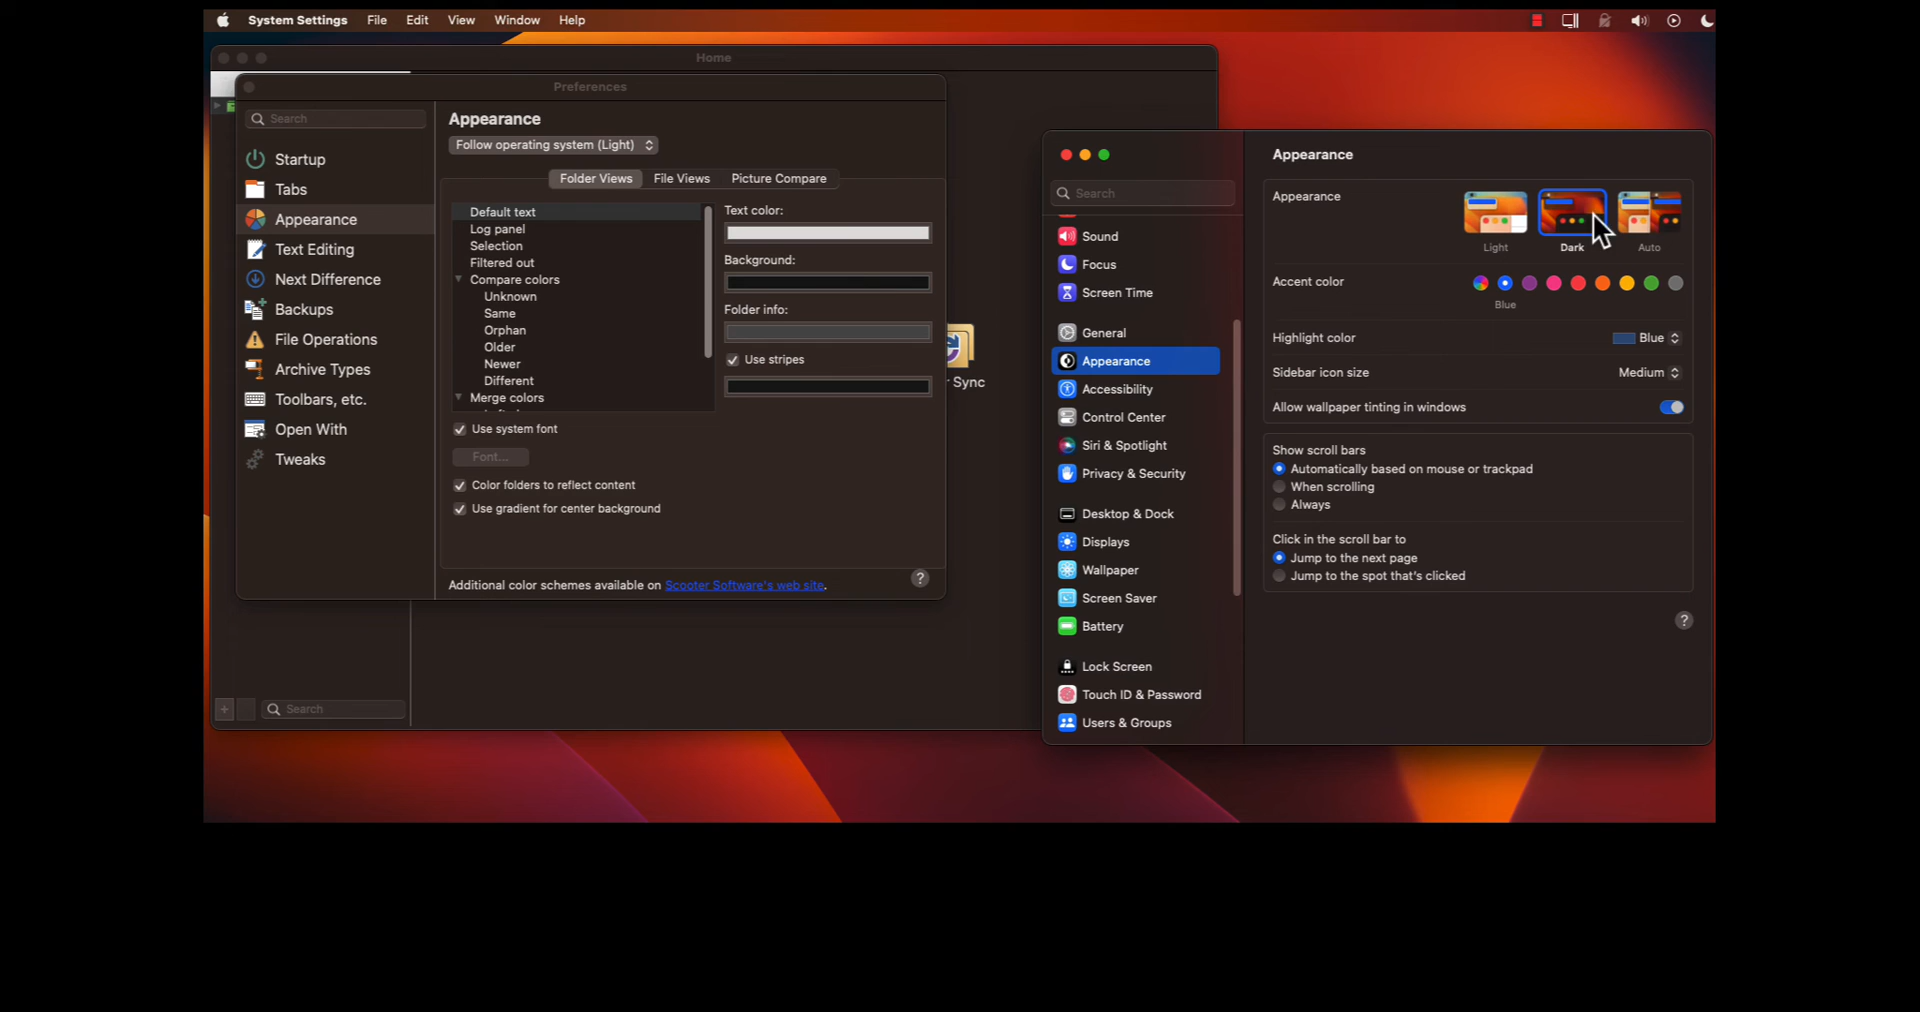 System Settings File Edit View Window Help
Home
Preferences
Search
Startup
Tabs
Appearance
Text Editing
Next Difference
Backups
File Operations
Archive Types
Toolbars, etc.
Open With
Tweaks
Appearance
Follow operating system (Light)
Folder Views File Views Picture Compare
Default text
Log panel
Selection
Filtered out
Compare colors
Unknown
Same
Orphan
Older
Newer
Different
Merge colors
Text color:
Background:
Folder info:
Use stripes
Use system font
Font...
Color folders to reflect content
Use gradient for center background
Additional color schemes available on Scooter Software's web site.
?
r Sync
Search
Search
Sound
Focus
Screen Time
General
Appearance
Accessibility
Control Center
Siri & Spotlight
Privacy & Security
Desktop & Dock
Displays
Wallpaper
Screen Saver
Battery
Lock Screen
Touch ID & Password
Users & Groups
Appearance
Appearance
Light Dark Auto
Accent color
Blue
Highlight color Blue
Sidebar icon size Medium
Allow wallpaper tinting in windows
Show scroll bars
Automatically based on mouse or trackpad
When scrolling
Always
Click in the scroll bar to
Jump to the next page
Jump to the spot that's clicked
?